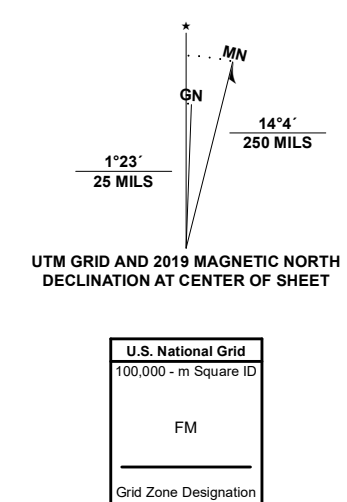 ★
MN
GN
14°4´
250 MILS
1°23´
25 MILS
UTM GRID AND 2019 MAGNETIC NORTH
DECLINATION AT CENTER OF SHEET
U.S. National Grid
100,000 - m Square ID
FM
Grid Zone Designation